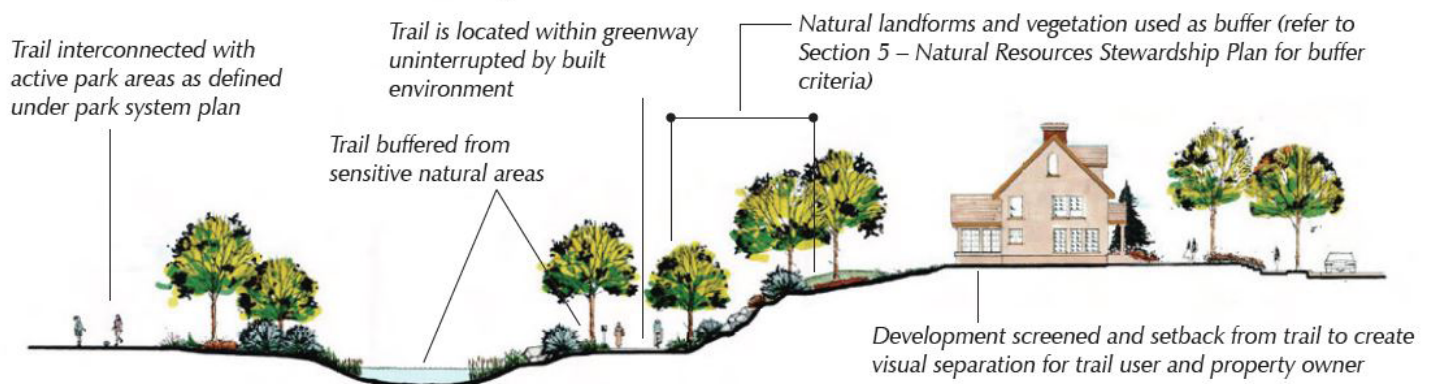 Trail interconnected with
active park areas as defined
under park system plan
Trail is located within greenway
uninterrupted by built
environment
Trail buffered from
sensitive natural areas
Natural landforms and vegetation used as buffer (refer to
Section 5 – Natural Resources Stewardship Plan for buffer
criteria)
Development screened and setback from trail to create
visual separation for trail user and property owner